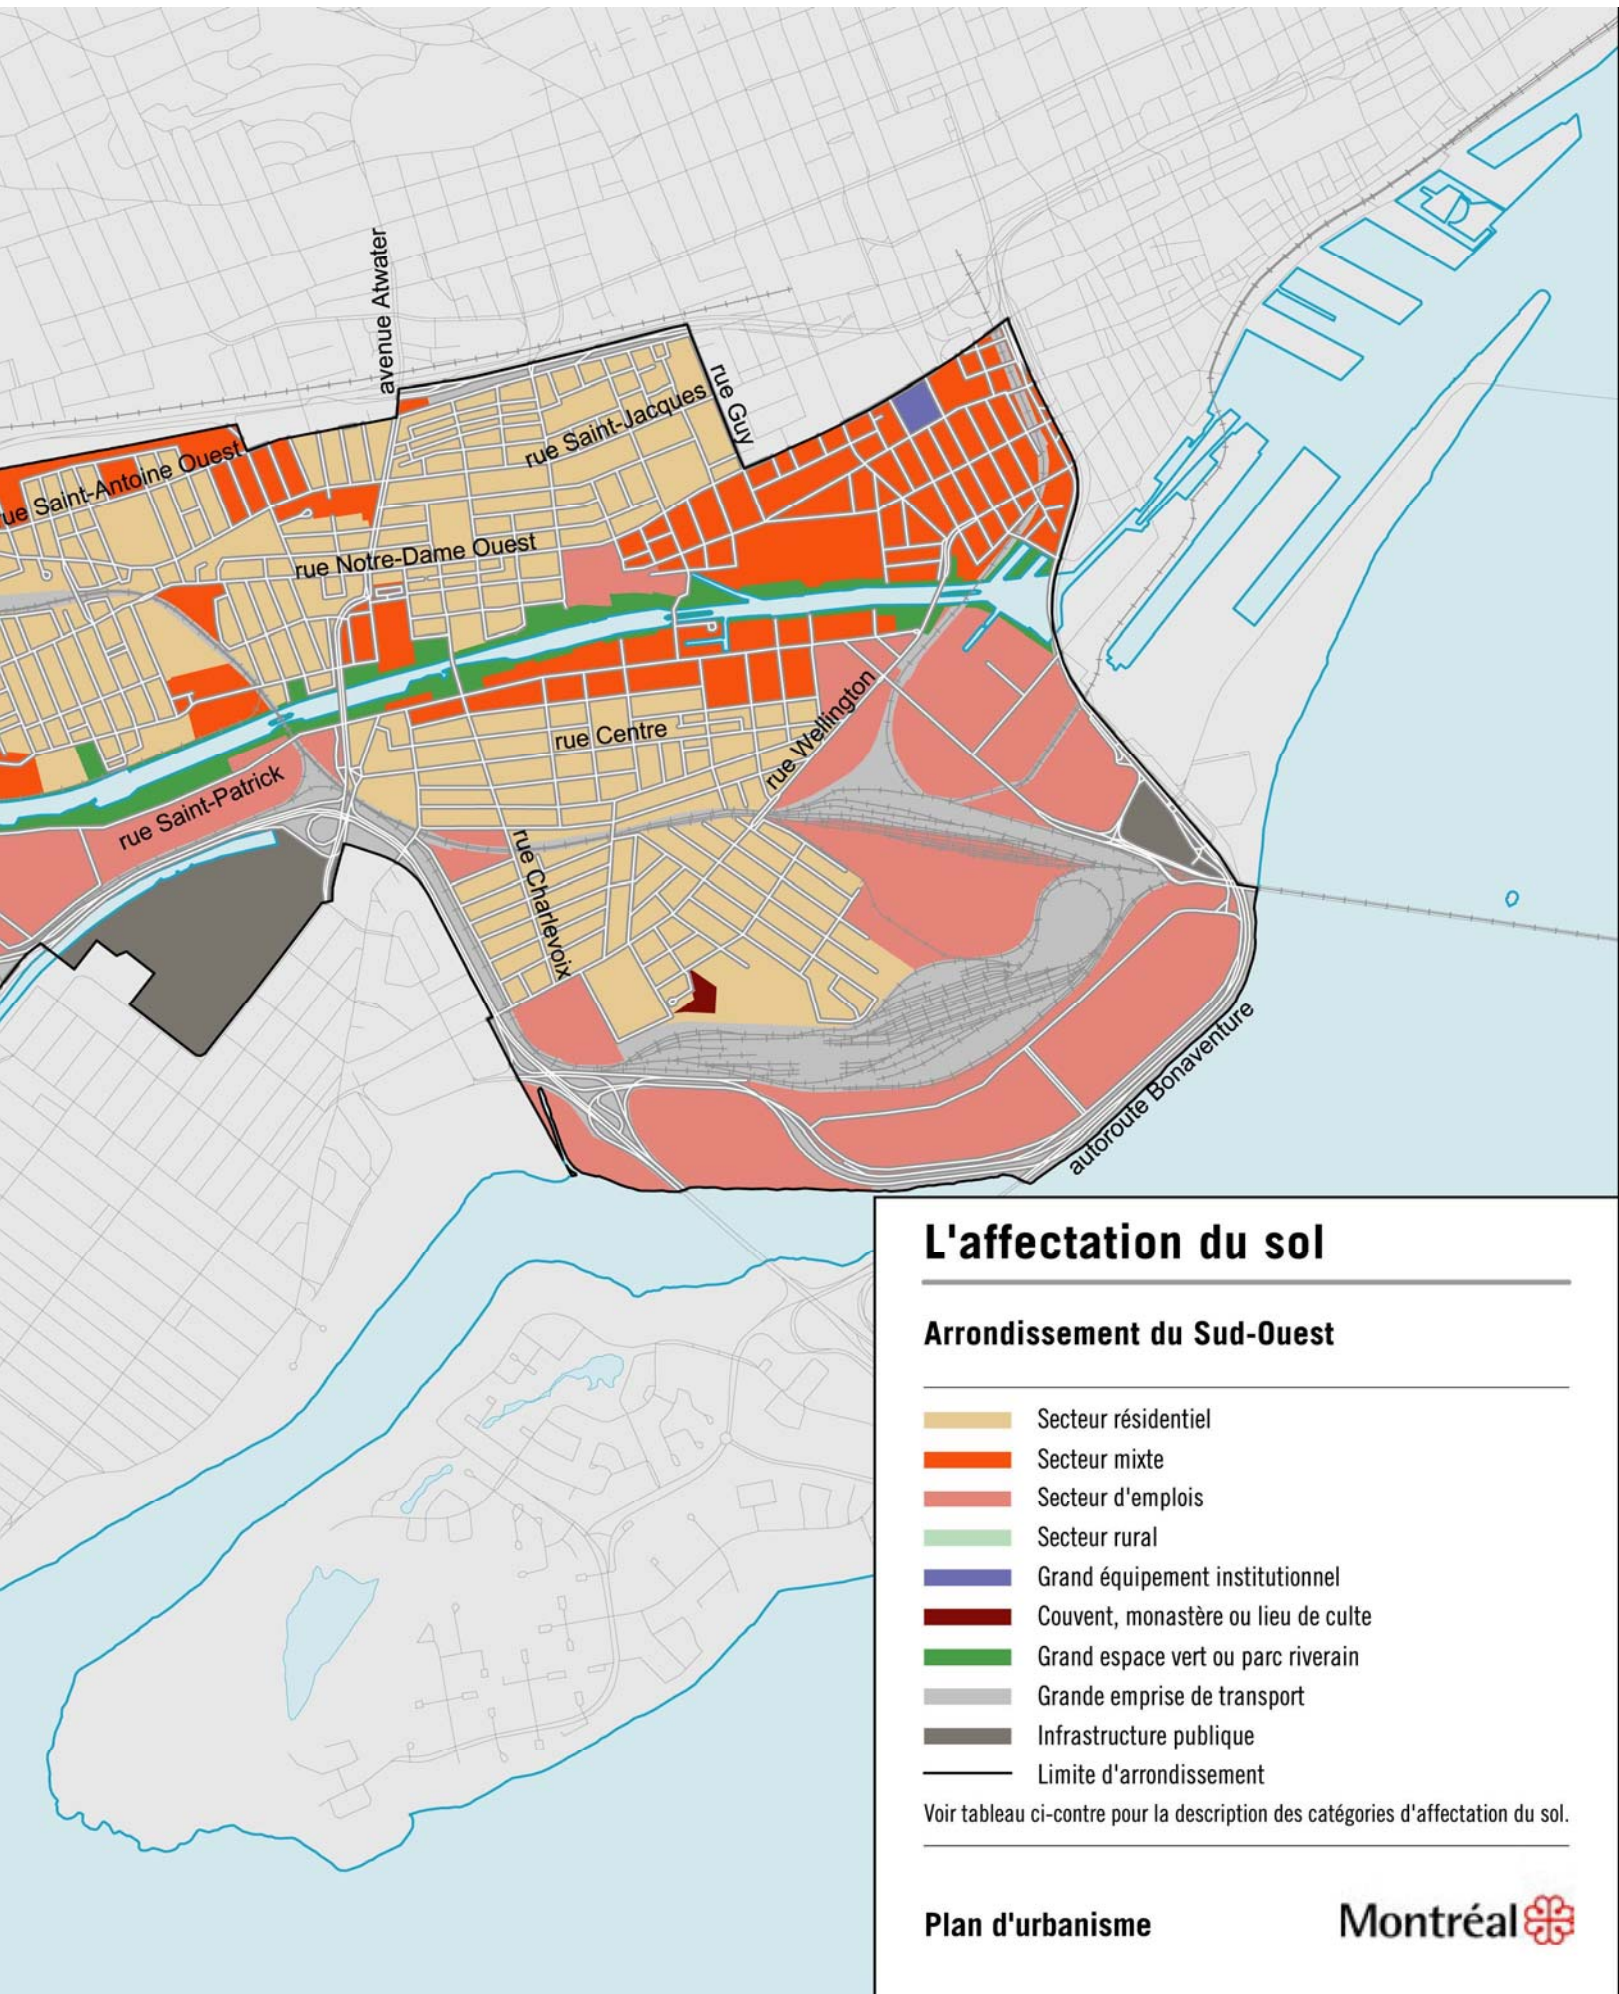 avenue Atwater
rue Guy
rue Saint-Jacques
rue Saint-Antoine Ouest
rue Notre-Dame Ouest
rue Centre
rue Wellington
rue Saint-Patrick
rue Charlevoix
autoroute Bonaventure
L'affectation du sol
Arrondissement du Sud-Ouest
Secteur résidentiel
Secteur mixte
Secteur d'emplois
Secteur rural
Grand équipement institutionnel
Couvent, monastère ou lieu de culte
Grand espace vert ou parc riverain
Grande emprise de transport
Infrastructure publique
Limite d'arrondissement
Voir tableau ci-contre pour la description des catégories d'affectation du sol.
Plan d'urbanisme
Montréal